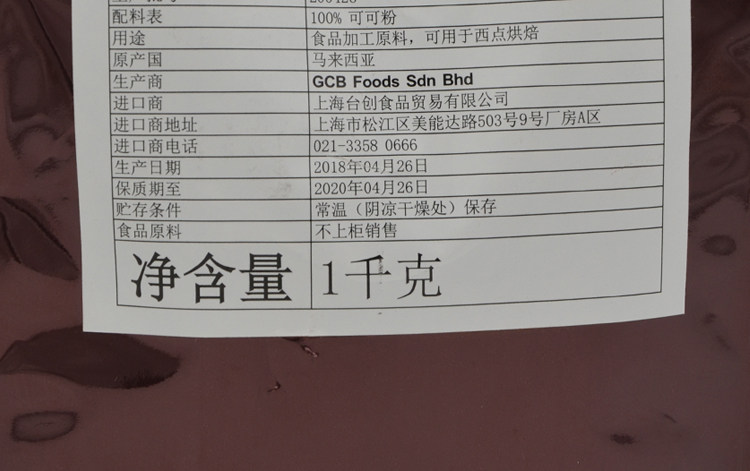 配料表 100% 可可粉
用途 食品加工原料，可用于西点烘焙
原产国 马来西亚
生产商 GCB Foods Sdn Bhd
进口商 上海台创食品贸易有限公司
进口商地址 上海市松江区美能达路503号9号厂房A区
进口商电话 021-3358 0666
生产日期 2018年04月26日
保质期至 2020年04月26日
贮存条件 常温（阴凉干燥处）保存
食品原料 不上柜销售
净含量 1千克